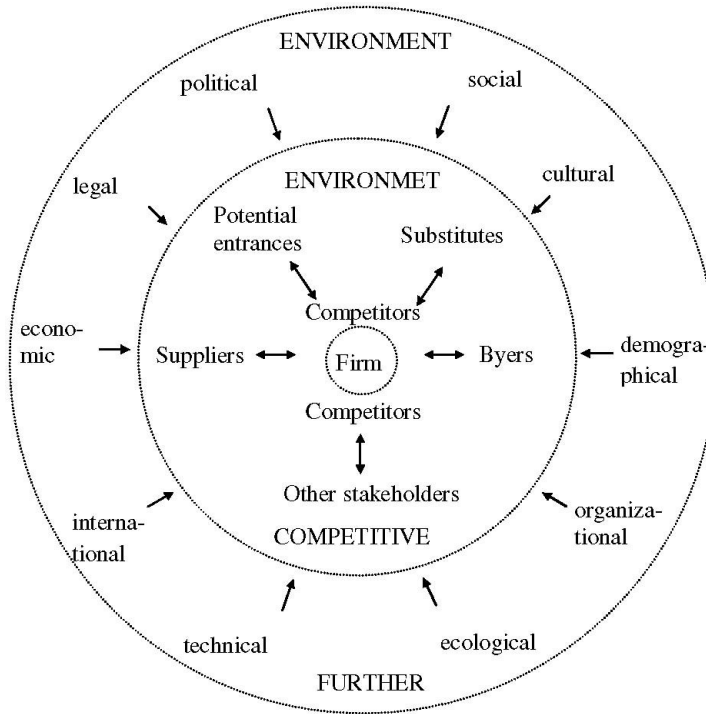 ENVIRONMENT
political
social
legal
ENVIRONMET
cultural
Potential
entrances
Substitutes
Competitors
econo-
mic
Suppliers
Firm
Byers
demogra-
phical
Competitors
Other stakeholders
interna-
tional
organiza-
tional
COMPETITIVE
technical
ecological
FURTHER